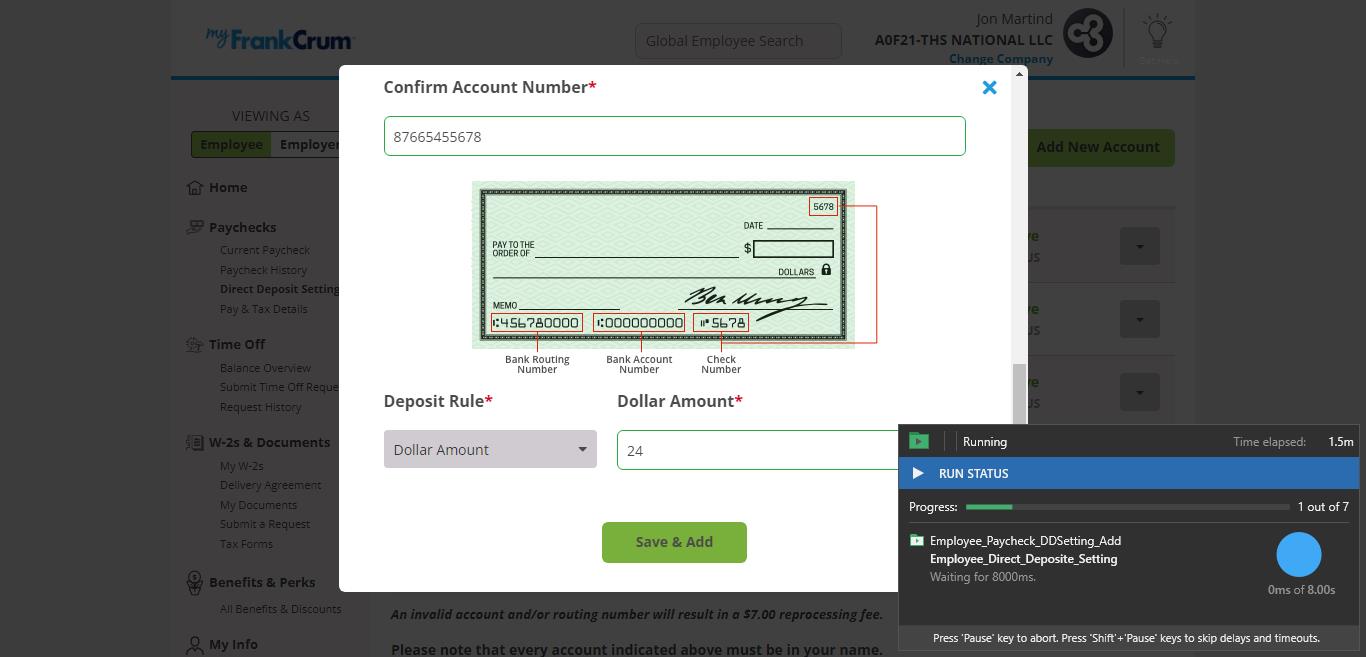 myFrankCrum
Global Employee Search
Jon Martind
A0F21-THS NATIONAL LLC
Change Company
VIEWING AS
Employee
Employer
Home
Paychecks
Current Paycheck
Paycheck History
Direct Deposit Setting
Pay & Tax Details
Time Off
Balance Overview
Submit Time Off Reque
Request History
W-2s & Documents
My W-2s
Delivery Agreement
My Documents
Submit a Request
Tax Forms
Benefits & Perks
All Benefits & Discounts
My Info
Add New Account
ve
US
ve
US
ve
US
Confirm Account Number*
87665455678
5678
DATE
PAY TO THE
ORDER OF
$
DOLLARS
MEMO
⑆456780000
⑆000000000
⑈5678
Bank Routing
Number
Bank Account
Number
Check
Number
Deposit Rule*
Dollar Amount*
Dollar Amount
24
Save & Add
An invalid account and/or routing number will result in a $7.00 reprocessing fee.
Please note that every account indicated above must be in your name.
Running
Time elapsed: 1.5m
RUN STATUS
Progress: 1 out of 7
Employee_Paycheck_DDSetting_Add
Employee_Direct_Deposite_Setting
Waiting for 8000ms.
0ms of 8.00s
Press 'Pause' key to abort. Press 'Shift'+'Pause' keys to skip delays and timeouts.